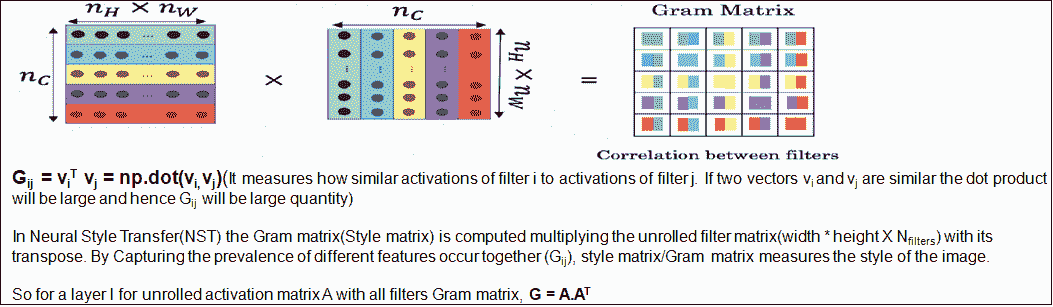 n_H × n_W
n_C
Gram Matrix
n_C
...
...
...
...
...
×
n_H × n_W
=
Correlation between filters
G_ij = v_i^T v_j = np.dot(v_i, v_j)(It measures how similar activations of filter i to activations of filter j. If two vectors v_i and v_j are similar the dot product
will be large and hence G_ij will be large quantity)
In Neural Style Transfer(NST) the Gram matrix(Style matrix) is computed multiplying the unrolled filter matrix(width * height X N_filters) with its
transpose. By Capturing the prevalence of different features occur together (G_ij), style matrix/Gram matrix measures the style of the image.
So for a layer l for unrolled activation matrix A with all filters Gram matrix, G = A.A^T